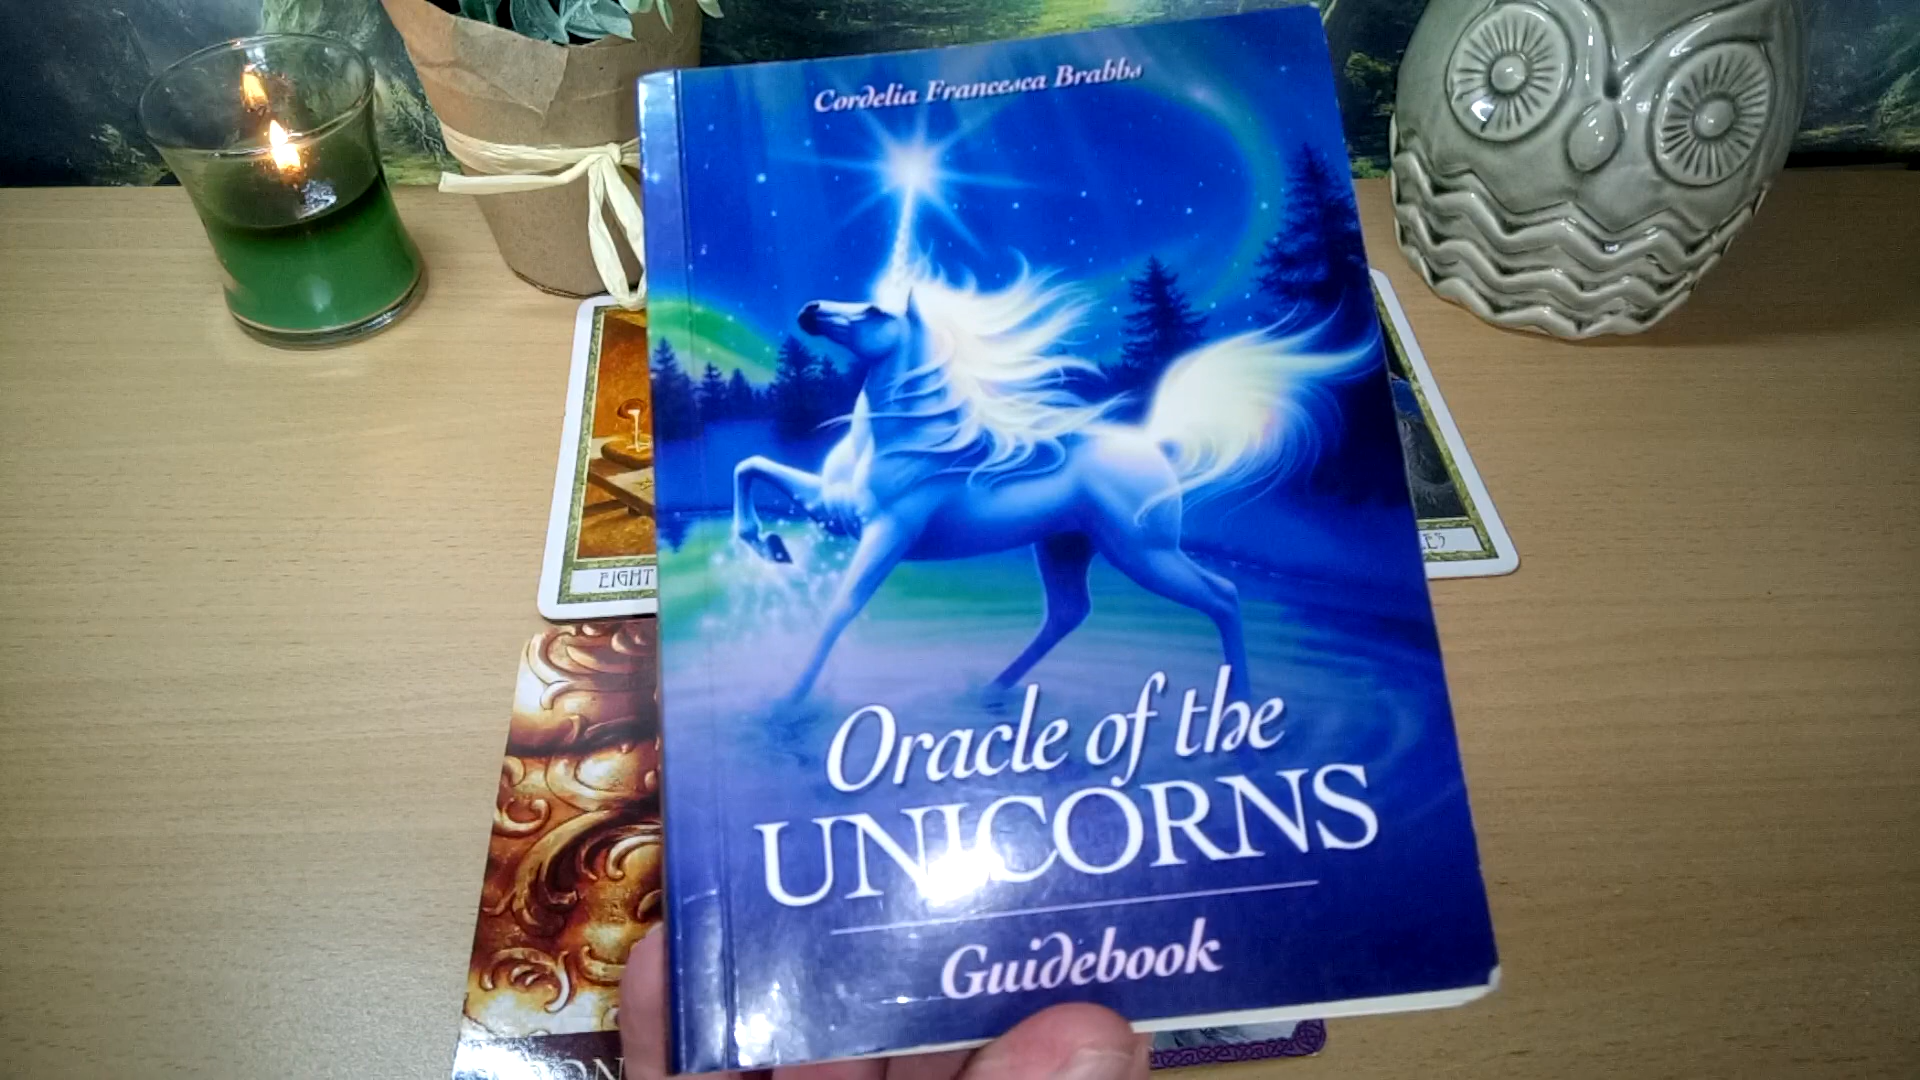 Cordelia Francesca Brabbs
EIGHT
Oracle of the
UNICORNS
Guidebook